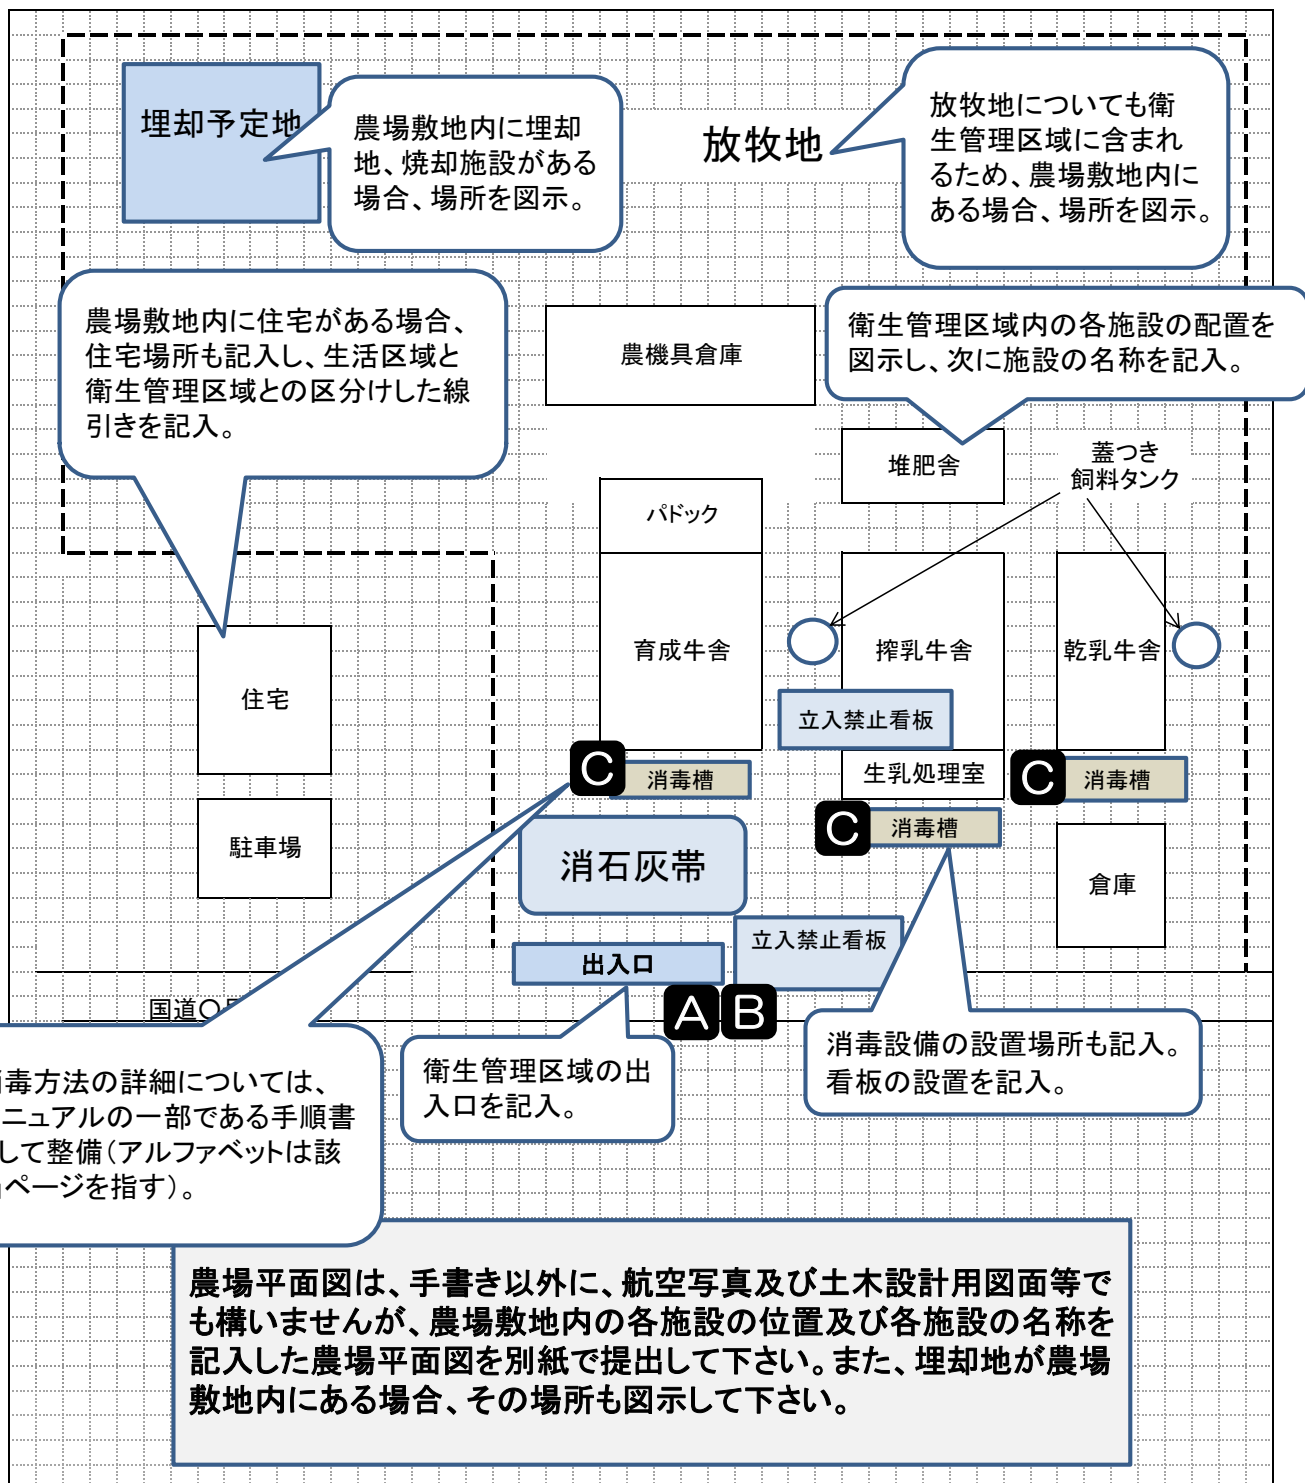 埋却予定地
農場敷地内に埋却
地、焼却施設がある
場合、場所を図示。
放牧地
放牧地についても衛
生管理区域に含まれ
るため、農場敷地内に
ある場合、場所を図示。
農場敷地内に住宅がある場合、
住宅場所も記入し、生活区域と
衛生管理区域との区分けした線
引きを記入。
農機具倉庫
衛生管理区域内の各施設の配置を
図示し、次に施設の名称を記入。
堆肥舎
蓋つき
飼料タンク
パドック
育成牛舎
搾乳牛舎
乾乳牛舎
住宅
立入禁止看板
生乳処理室
C
消毒槽
C
消毒槽
C
消毒槽
駐車場
消石灰帯
倉庫
立入禁止看板
出入口
国道〇
A B
衛生管理区域の出
入口を記入。
消毒設備の設置場所も記入。
看板の設置を記入。
毒方法の詳細については、
ニュアルの一部である手順書
して整備(アルファベットは該
ページを指す)。
農場平面図は、手書き以外に、航空写真及び土木設計用図面等で
も構いませんが、農場敷地内の各施設の位置及び各施設の名称を
記入した農場平面図を別紙で提出して下さい。また、埋却地が農場
敷地内にある場合、その場所も図示して下さい。